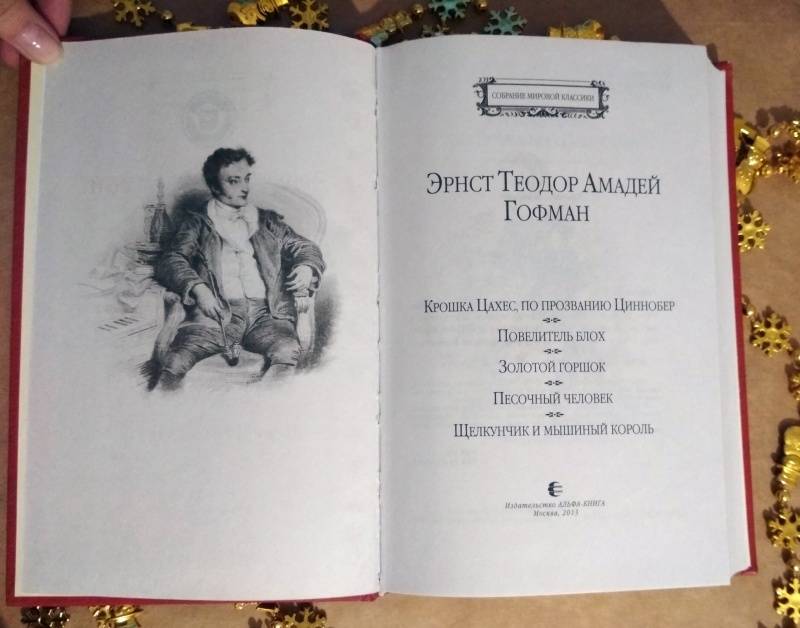 СОБРАНИЕ МИРОВОЙ КЛАССИКИ
ЭРНСТ ТЕОДОР АМАДЕЙ
ГОФМАН
КРОШКА ЦАХЕС, ПО ПРОЗВАНИЮ ЦИННОБЕР
ПОВЕЛИТЕЛЬ БЛОХ
ЗОЛОТОЙ ГОРШОК
ПЕСОЧНЫЙ ЧЕЛОВЕК
ЩЕЛКУНЧИК И МЫШИНЫЙ КОРОЛЬ
Издательство АЛЬФА-КНИГА
Москва, 2013